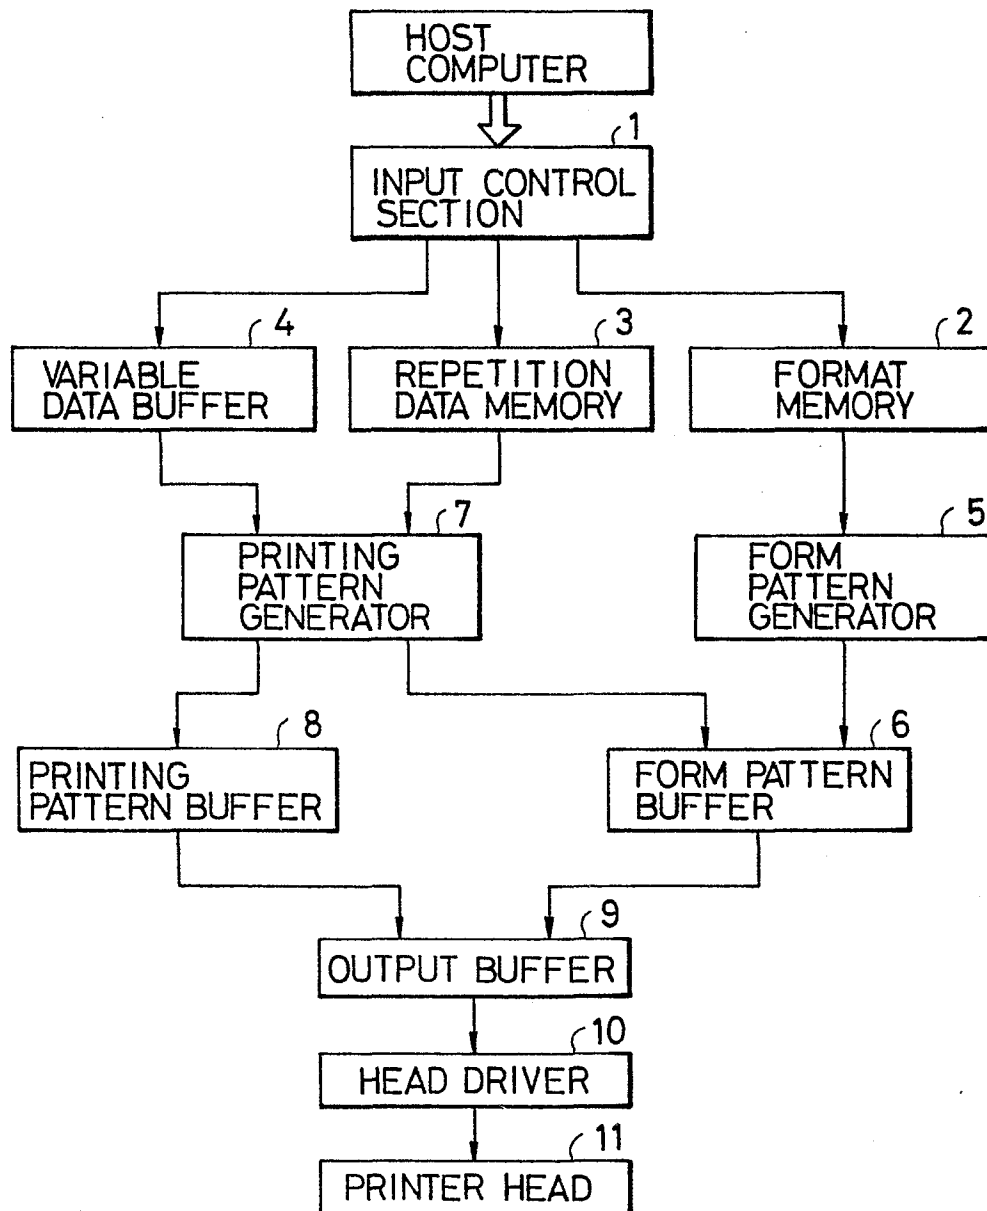 HOST
COMPUTER
1
INPUT CONTROL
SECTION
4
VARIABLE
DATA BUFFER
3
REPETITION
DATA MEMORY
2
FORMAT
MEMORY
7
PRINTING
PATTERN
GENERATOR
5
FORM
PATTERN
GENERATOR
8
PRINTING
PATTERN BUFFER
6
FORM PATTERN
BUFFER
9
OUTPUT BUFFER
10
HEAD DRIVER
11
PRINTER HEAD